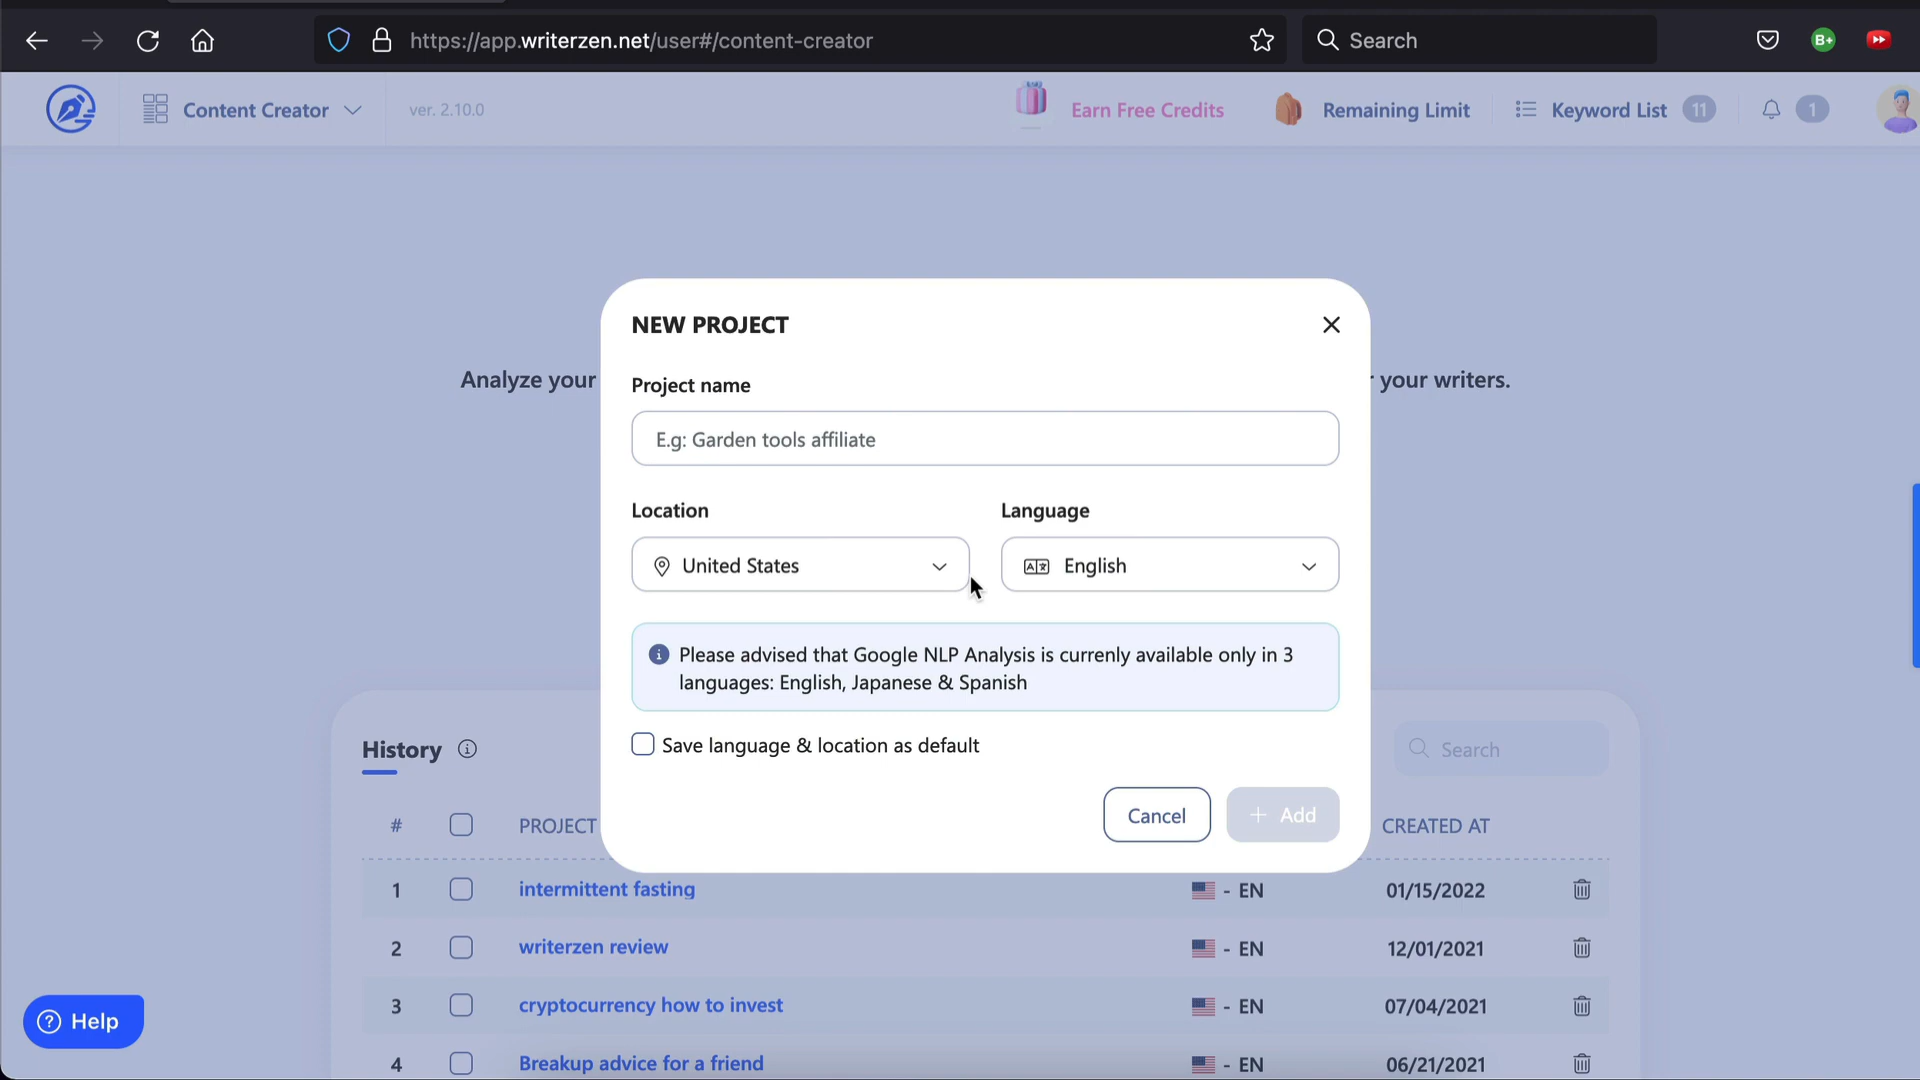 https://app.writerzen.net/user#/content-creator
Search
B+
Content Creator
ver. 2.10.0
Earn Free Credits
Remaining Limit
Keyword List 11
1
NEW PROJECT
Analyze your
your writers.
Project name
E.g: Garden tools affiliate
Location
Language
United States
English
Please advised that Google NLP Analysis is currenly available only in 3
languages: English, Japanese & Spanish
Save language & location as default
History
Search
Cancel
+ Add
# PROJECT CREATED AT
1 intermittent fasting - EN 01/15/2022
2 writerzen review - EN 12/01/2021
3 cryptocurrency how to invest - EN 07/04/2021
4 Breakup advice for a friend - EN 06/21/2021
Help